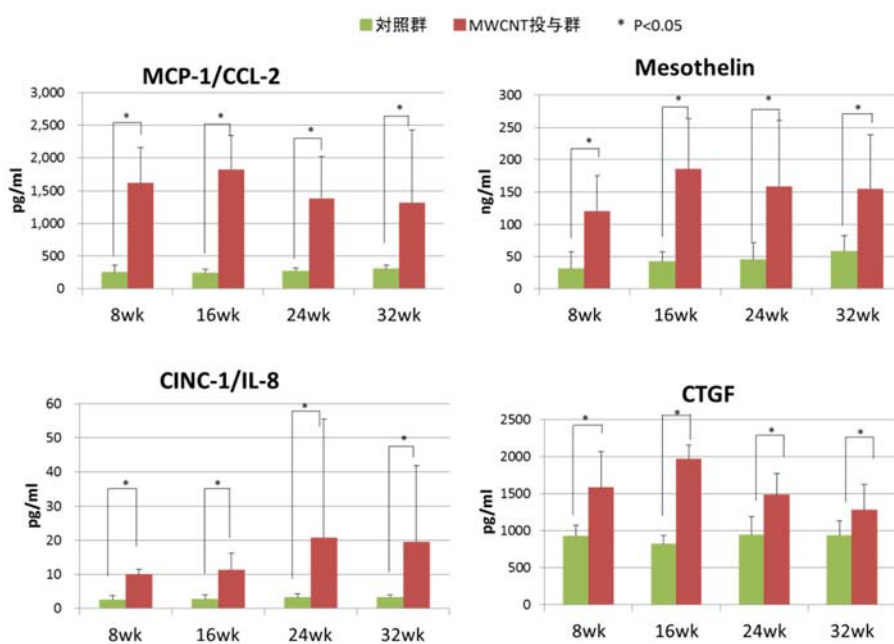 対照群 MWCNT投与群 * P<0.05
MCP-1/CCL-2
3,000
2,500
2,000
1,500
1,000
500
0
pg/ml
* * * *
8wk 16wk 24wk 32wk
Mesothelin
300
250
200
150
100
50
0
ng/ml
* * * *
8wk 16wk 24wk 32wk
CINC-1/IL-8
60
50
40
30
20
10
0
pg/ml
* * * *
8wk 16wk 24wk 32wk
CTGF
2500
2000
1500
1000
500
0
pg/ml
* * * *
8wk 16wk 24wk 32wk